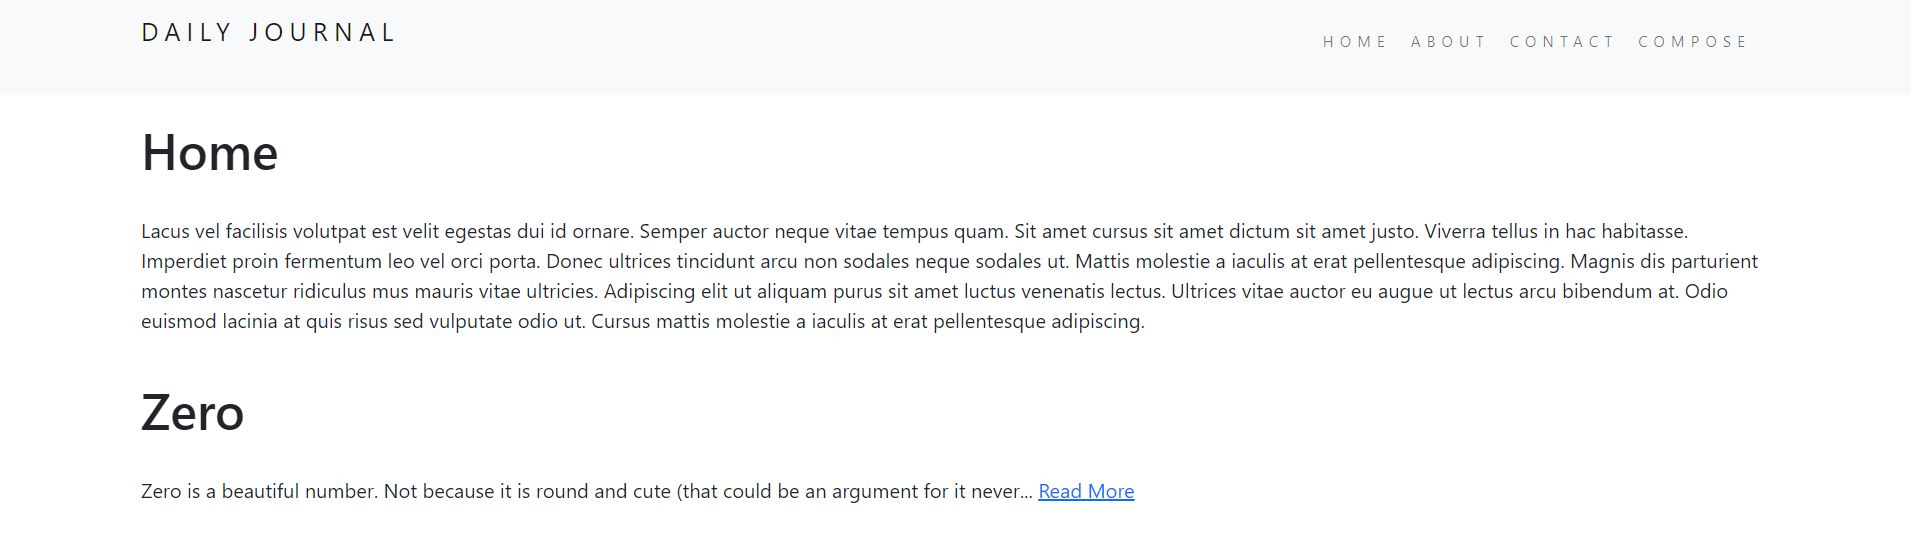 DAILY JOURNAL
HOME ABOUT CONTACT COMPOSE
Home
Lacus vel facilisis volutpat est velit egestas dui id ornare. Semper auctor neque vitae tempus quam. Sit amet cursus sit amet dictum sit amet justo. Viverra tellus in hac habitasse.
Imperdiet proin fermentum leo vel orci porta. Donec ultrices tincidunt arcu non sodales neque sodales ut. Mattis molestie a iaculis at erat pellentesque adipiscing. Magnis dis parturient
montes nascetur ridiculus mus mauris vitae ultricies. Adipiscing elit ut aliquam purus sit amet luctus venenatis lectus. Ultrices vitae auctor eu augue ut lectus arcu bibendum at. Odio
euismod lacinia at quis risus sed vulputate odio ut. Cursus mattis molestie a iaculis at erat pellentesque adipiscing.
Zero
Zero is a beautiful number. Not because it is round and cute (that could be an argument for it never... Read More